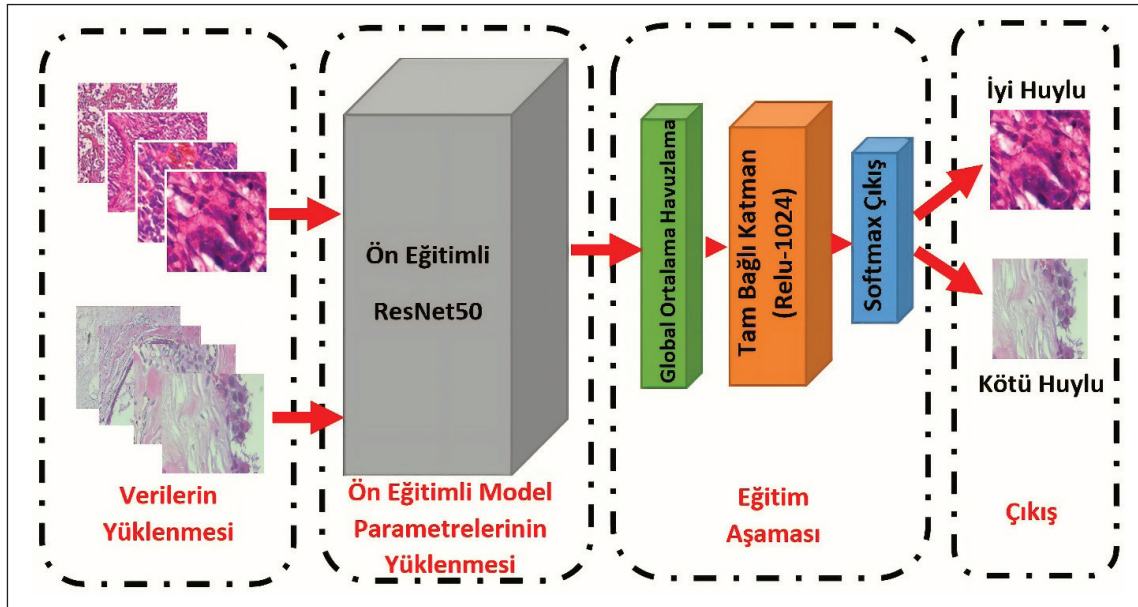 Verilerin
Yüklenmesi
Ön Eğitimli
ResNet50
Ön Eğitimli Model
Parametrelerinin
Yüklenmesi
Global Ortalama Havuzlama
Tam Bağlı Katman
(Relu-1024)
Softmax Çıkış
Eğitim
Aşaması
İyi Huylu
Kötü Huylu
Çıkış